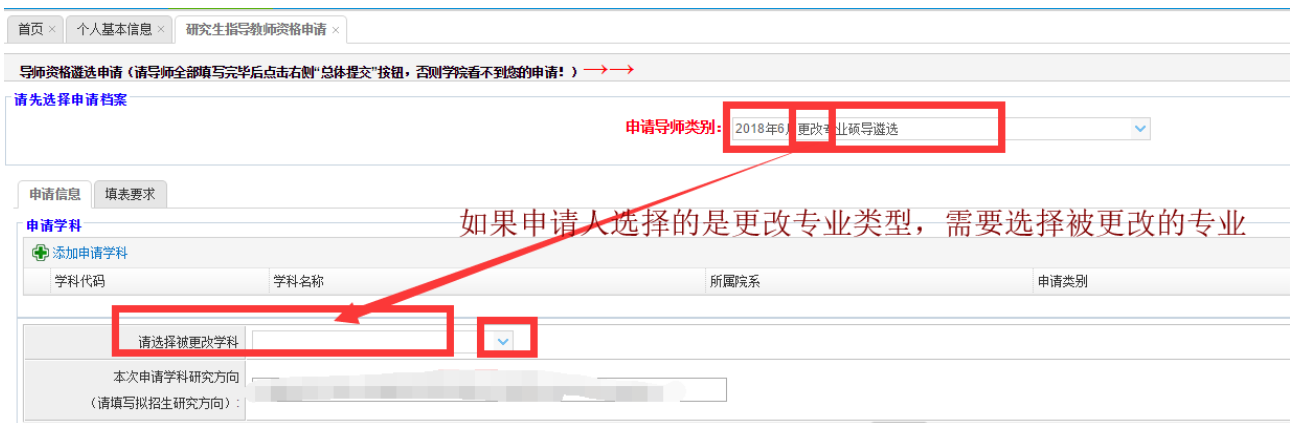 首页 × 个人基本信息 × 研究生指导教师资格申请 ×
导师资格遴选申请（请导师全部填写完毕后点击右侧“总体提交”按钮，否则学院看不到您的申请！）→→
请先选择申请档案
申请导师类别: 2018年6月更改专业硕导遴选
申请信息 填表要求
如果申请人选择的是更改专业类型，需要选择被更改的专业
申请学科
添加申请学科
学科代码 学科名称 所属院系 申请类别
请选择被更改学科
本次申请学科研究方向
（请填写拟招生研究方向）: